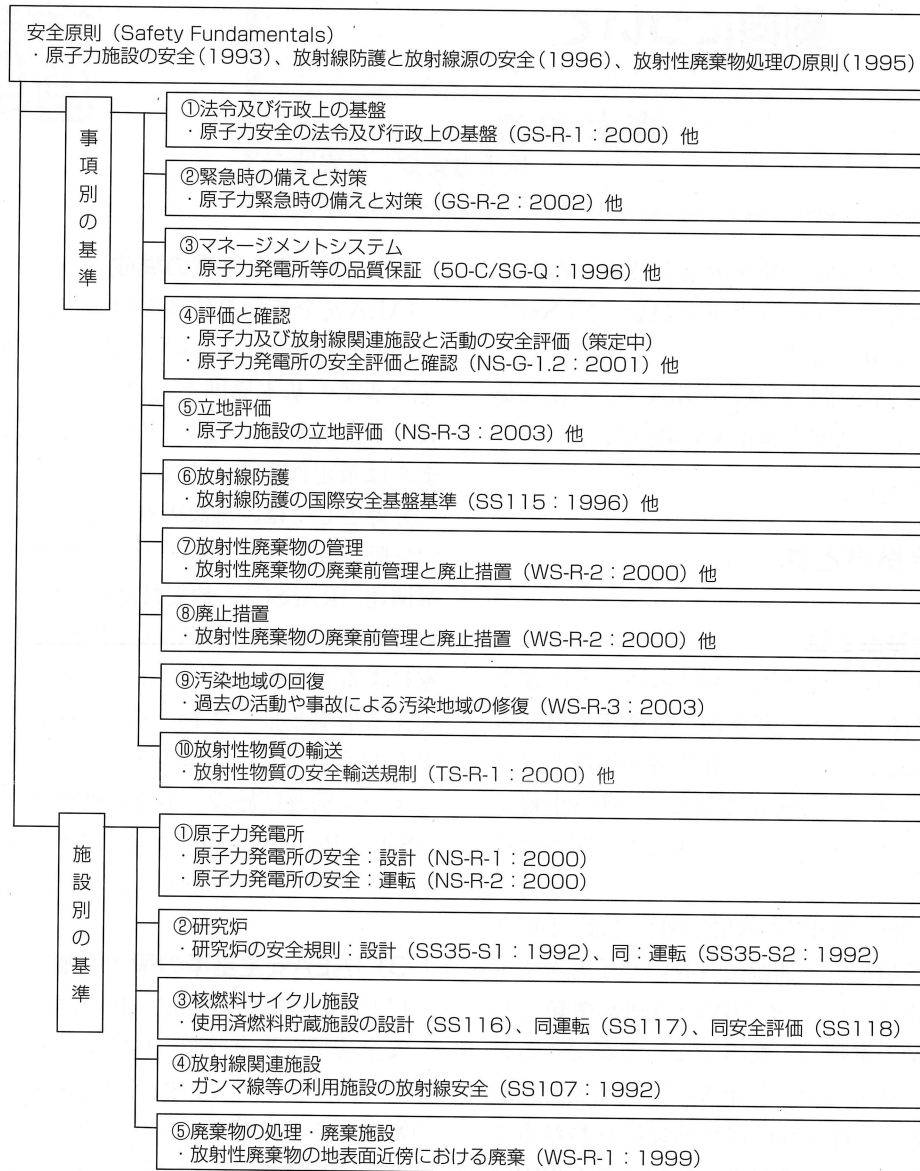 安全原則（Safety Fundamentals）
・原子力施設の安全（1993）、放射線防護と放射線源の安全（1996）、放射性廃棄物処理の原則（1995）
事項別の基準
①法令及び行政上の基盤
・原子力安全の法令及び行政上の基盤（GS-R-1：2000）他
②緊急時の備えと対策
・原子力緊急時の備えと対策（GS-R-2：2002）他
③マネージメントシステム
・原子力発電所等の品質保証（50-C/SG-Q：1996）他
④評価と確認
・原子力及び放射線関連施設と活動の安全評価（策定中）
・原子力発電所の安全評価と確認（NS-G-1.2：2001）他
⑤立地評価
・原子力施設の立地評価（NS-R-3：2003）他
⑥放射線防護
・放射線防護の国際安全基盤基準（SS115：1996）他
⑦放射性廃棄物の管理
・放射性廃棄物の廃棄前管理と廃止措置（WS-R-2：2000）他
⑧廃止措置
・放射性廃棄物の廃棄前管理と廃止措置（WS-R-2：2000）他
⑨汚染地域の回復
・過去の活動や事故による汚染地域の修復（WS-R-3：2003）
⑩放射性物質の輸送
・放射性物質の安全輸送規制（TS-R-1：2000）他
施設別の基準
①原子力発電所
・原子力発電所の安全：設計（NS-R-1：2000）
・原子力発電所の安全：運転（NS-R-2：2000）
②研究炉
・研究炉の安全規則：設計（SS35-S1：1992）、同：運転（SS35-S2：1992）
③核燃料サイクル施設
・使用済燃料貯蔵施設の設計（SS116）、同運転（SS117）、同安全評価（SS118）
④放射線関連施設
・ガンマ線等の利用施設の放射線安全（SS107：1992）
⑤廃棄物の処理・廃棄施設
・放射性廃棄物の地表面近傍における廃棄（WS-R-1：1999）